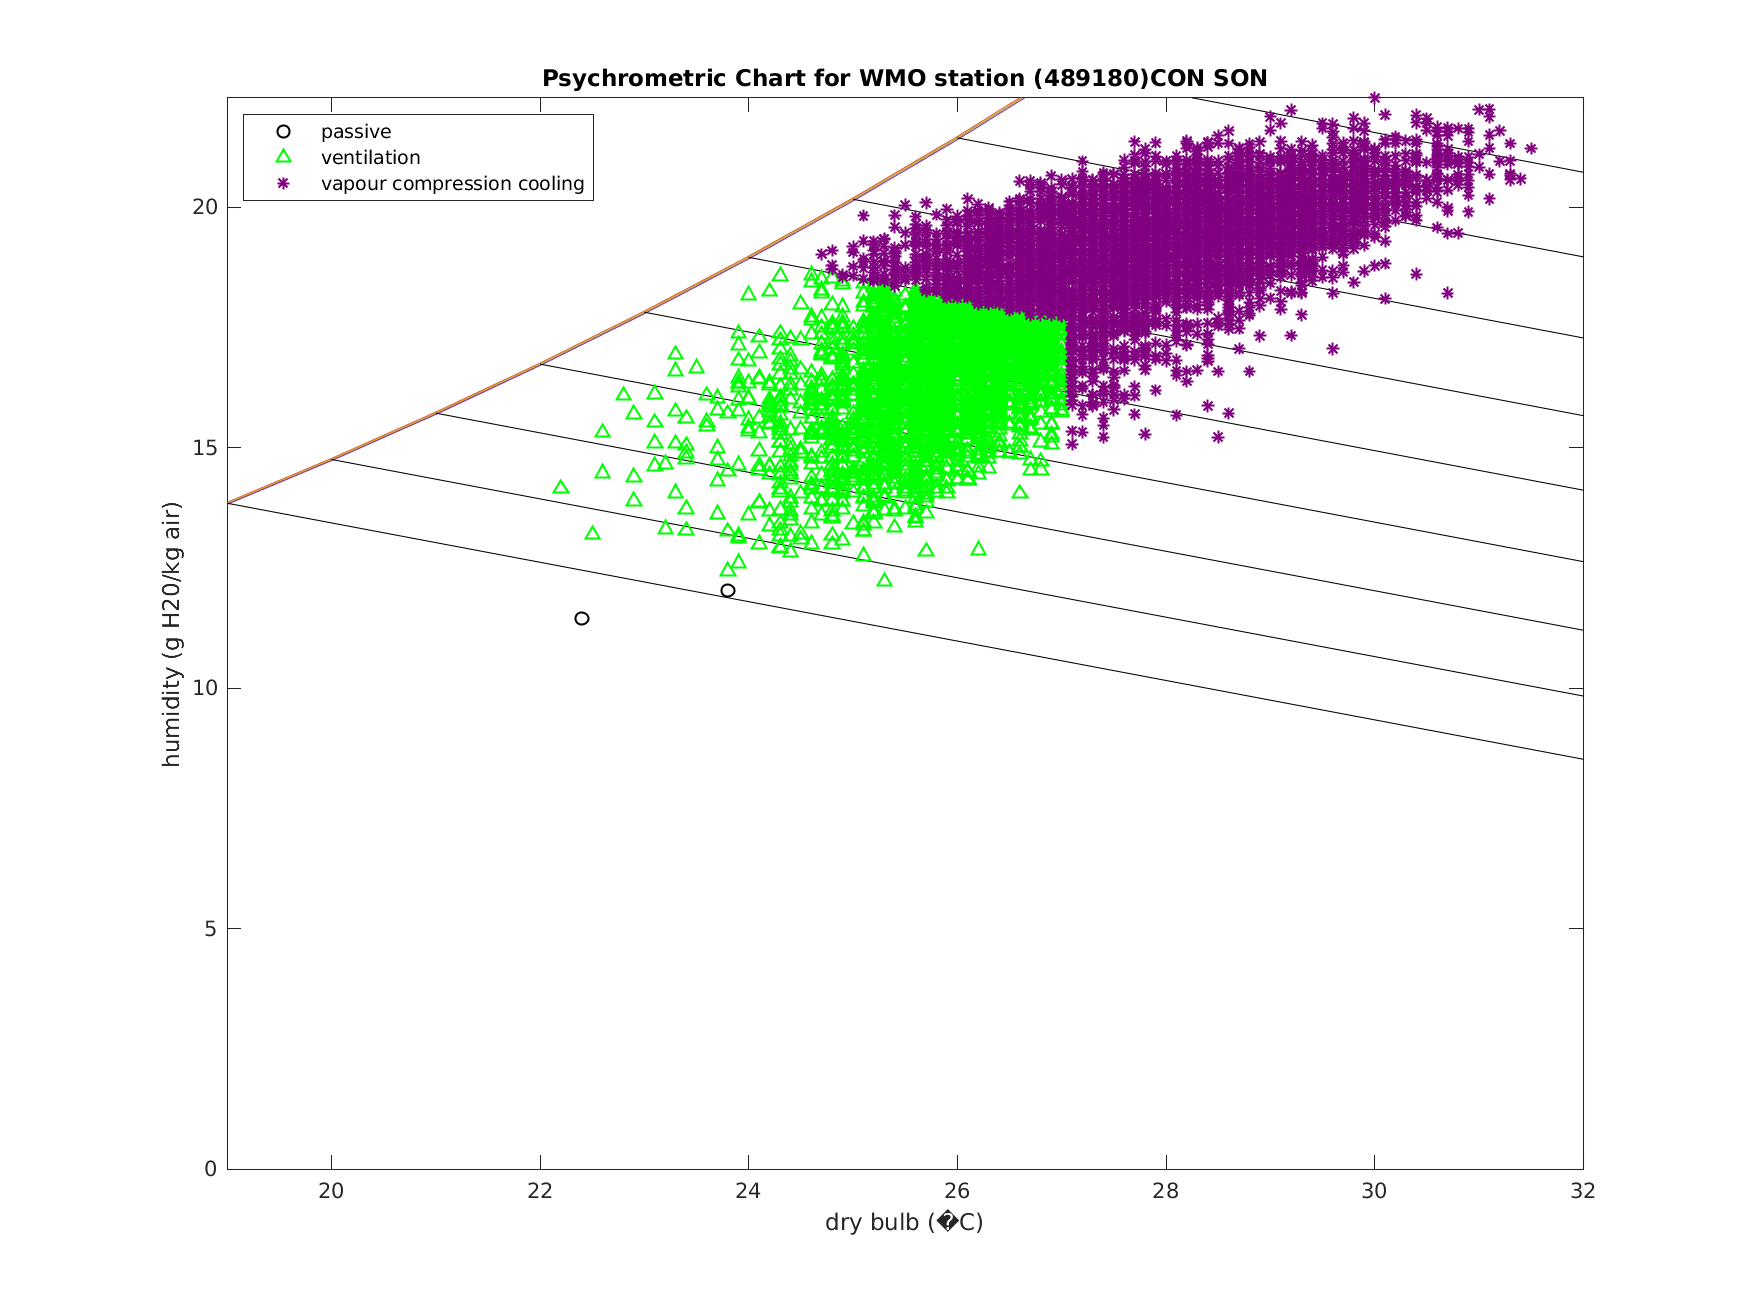 Psychrometric Chart for WMO station (489180)CON SON
passive
ventilation
vapour compression cooling
humidity (g H20/kg air)
20
15
10
5
0
20 22 24 26 28 30 32
dry bulb (�C)